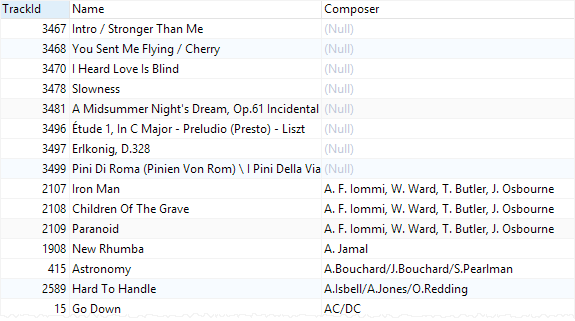 TrackId Name Composer
3467 Intro / Stronger Than Me (Null)
3468 You Sent Me Flying / Cherry (Null)
3470 I Heard Love Is Blind (Null)
3478 Slowness (Null)
3481 A Midsummer Night's Dream, Op.61 Incidental (Null)
3496 Étude 1, In C Major - Preludio (Presto) - Liszt (Null)
3497 Erlkonig, D.328 (Null)
3499 Pini Di Roma (Pinien Von Rom) \ I Pini Della Via (Null)
2107 Iron Man A. F. Iommi, W. Ward, T. Butler, J. Osbourne
2108 Children Of The Grave A. F. Iommi, W. Ward, T. Butler, J. Osbourne
2109 Paranoid A. F. Iommi, W. Ward, T. Butler, J. Osbourne
1908 New Rhumba A. Jamal
415 Astronomy A.Bouchard/J.Bouchard/S.Pearlman
2589 Hard To Handle A.Isbell/A.Jones/O.Redding
15 Go Down AC/DC